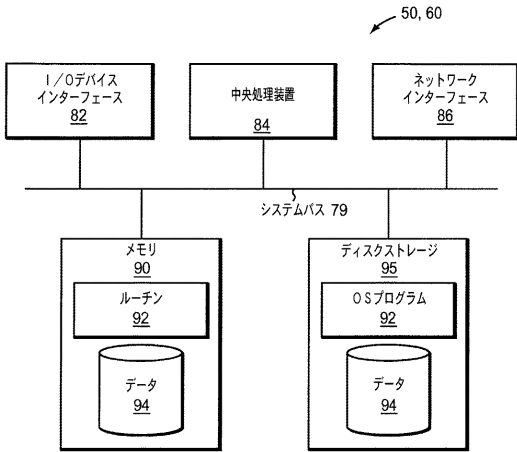 50, 60
I/Oデバイス
インターフェース
82
中央処理装置
84
ネットワーク
インターフェース
86
システムバス 79
メモリ
90
ルーチン
92
データ
94
ディスクストレージ
95
OSプログラム
92
データ
94